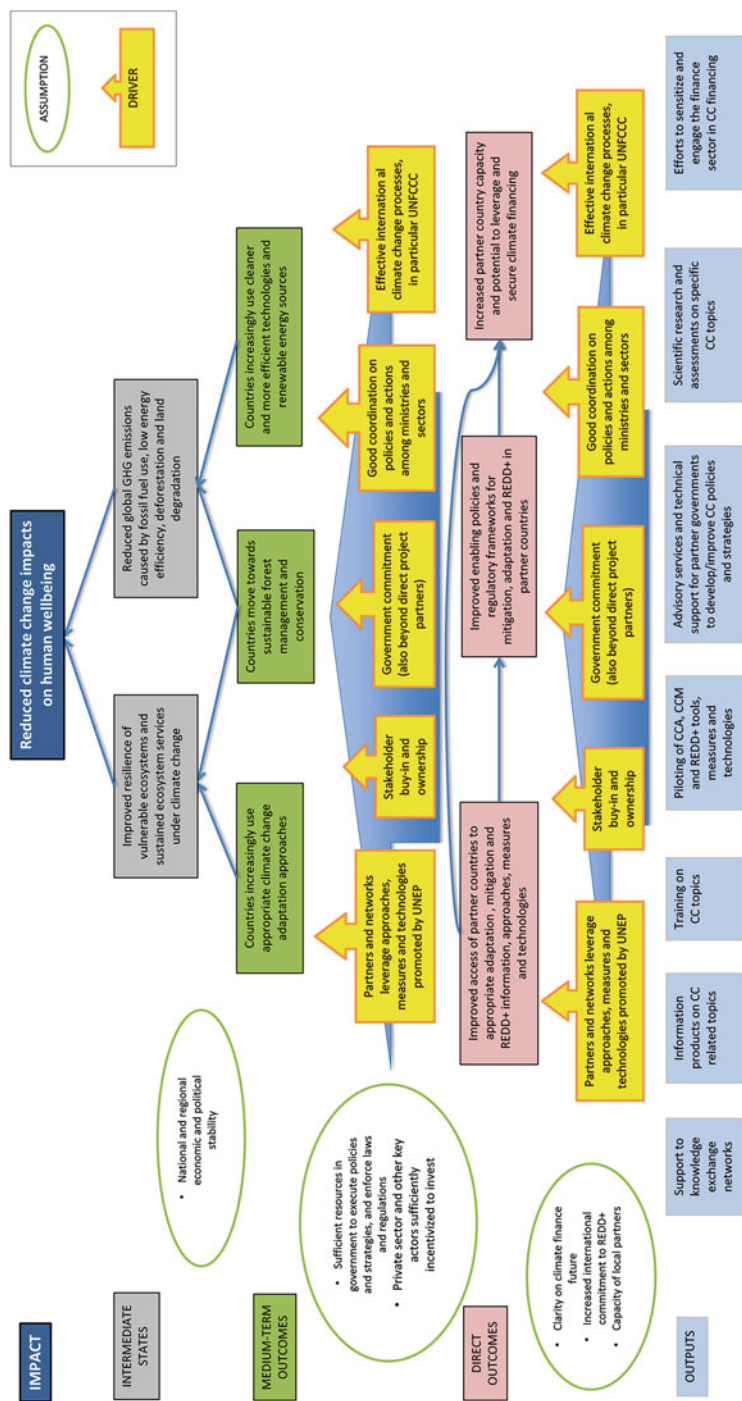 IMPACT
Reduced climate change impacts
on human wellbeing
ASSUMPTION
DRIVER
INTERMEDIATE
STATES
Improved resilience of
vulnerable ecosystems and
sustained ecosystem services
under climate change
Reduced global GHG emissions
caused by fossil fuel use, low energy
efficiency, deforestation and land
degradation
• National and regional
economic and political
stability
MEDIUM-TERM
OUTCOMES
Countries increasingly use
appropriate climate change
adaptation approaches
Countries move towards
sustainable forest
management and
conservation
Countries increasingly use cleaner
and more efficient technologies and
renewable energy sources
• Sufficient resources in
government to execute policies
and strategies, and enforce laws
and regulations
• Private sector and other key
actors sufficiently
incentivized to invest
Partners and networks
leverage approaches,
measures and technologies
promoted by UNEP
Stakeholder
buy-in and
ownership
Government commitment
(also beyond direct project
partners)
Good coordination on
policies and actions
among ministries and
sectors
Effective internation al
climate change processes,
in particular UNFCCC
DIRECT
OUTCOMES
Improved access of partner countries to
appropriate adaptation , mitigation and
REDD+ information, approaches, measures
and technologies
Improved enabling policies and
regulatory frameworks for
mitigation, adaptation and REDD+ in
partner countries
Increased partner country capacity
and potential to leverage and
secure climate financing
• Clarity on climate finance
future
• Increased international
commitment to REDD+
• Capacity of local partners
Partners and networks leverage
approaches, measures and
technologies promoted by UNEP
Stakeholder
buy-in and
ownership
Government commitment
(also beyond direct project
partners)
Good coordination on
policies and actions among
ministries and sectors
Effective internation al
climate change processes,
in particular UNFCCC
OUTPUTS
Support to
knowledge
exchange
networks
Information
products on CC
related topics
Training on
CC topics
Piloting of CCA, CCM
and REDD+ tools,
measures and
technologies
Advisory services and technical
support for partner governments
to develop/improve CC policies
and strategies
Scientific research and
assessments on specific
CC topics
Efforts to sensitize and
engage the finance
sector in CC financing